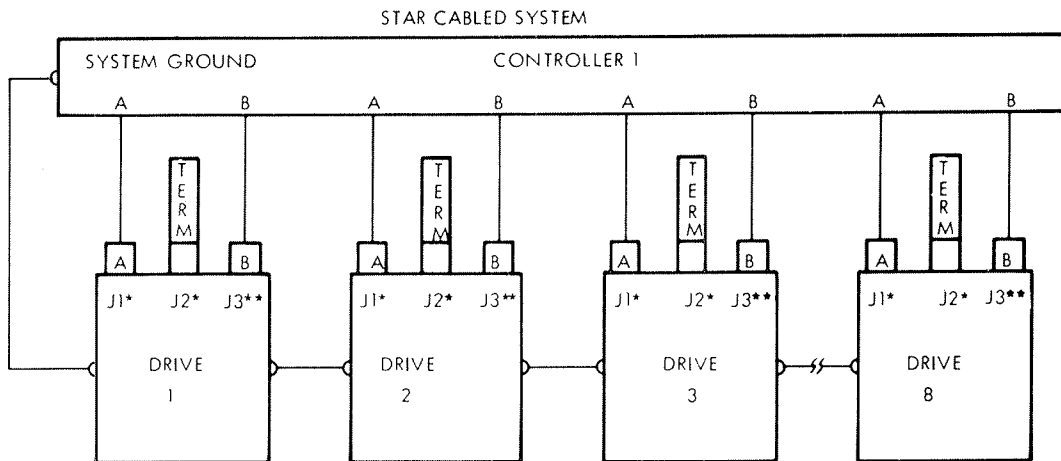 STAR CABLED SYSTEM
SYSTEM GROUND CONTROLLER 1
A B A B A B A B
TERM TERM TERM TERM
A B A B A B A B
J1* J2* J3** J1* J2* J3** J1* J2* J3** J1* J2* J3**
DRIVE DRIVE DRIVE DRIVE
1 2 3 8